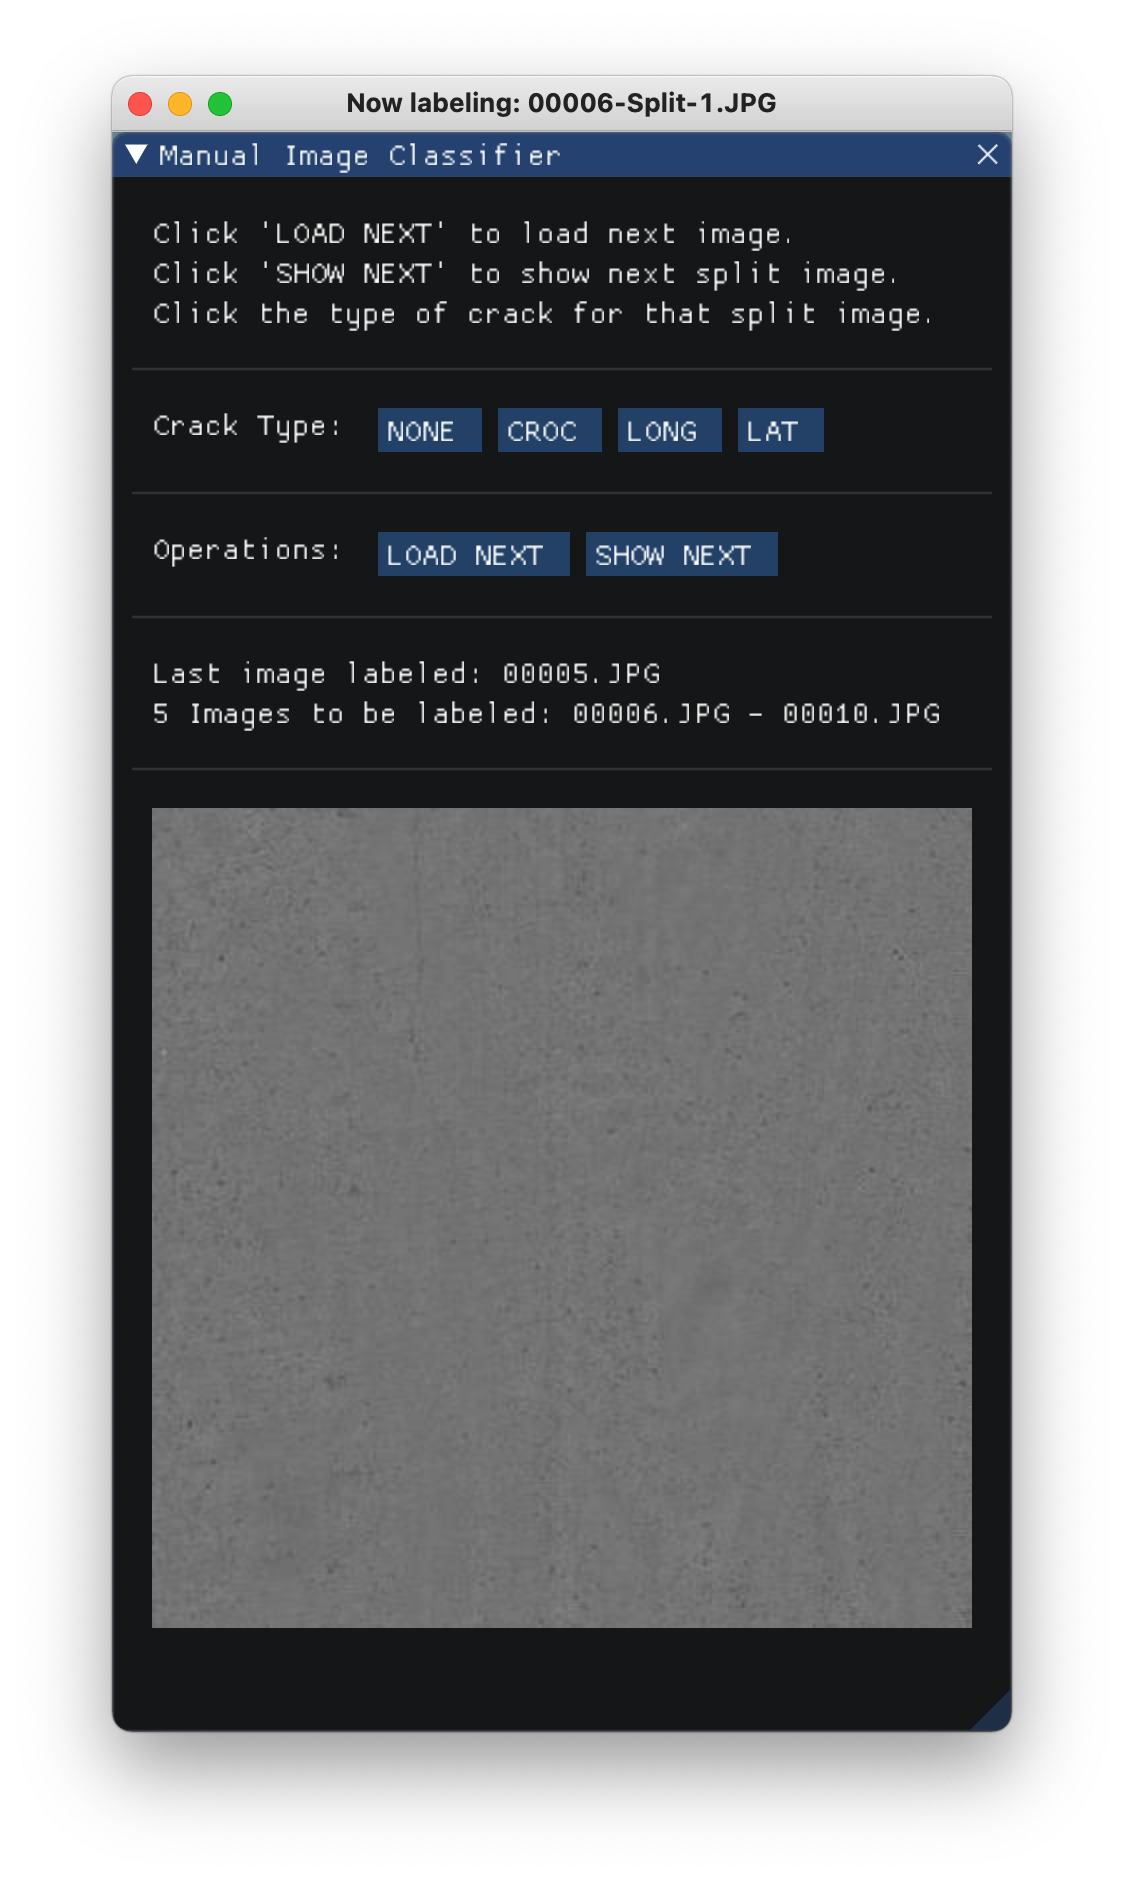 Now labeling: 00006-Split-1.JPG
Manual Image Classifier
Click 'LOAD NEXT' to load next image.
Click 'SHOW NEXT' to show next split image.
Click the type of crack for that split image.
Crack Type: NONE CROC LONG LAT
Operations: LOAD NEXT SHOW NEXT
Last image labeled: 00005.JPG
5 Images to be labeled: 00006.JPG - 00010.JPG